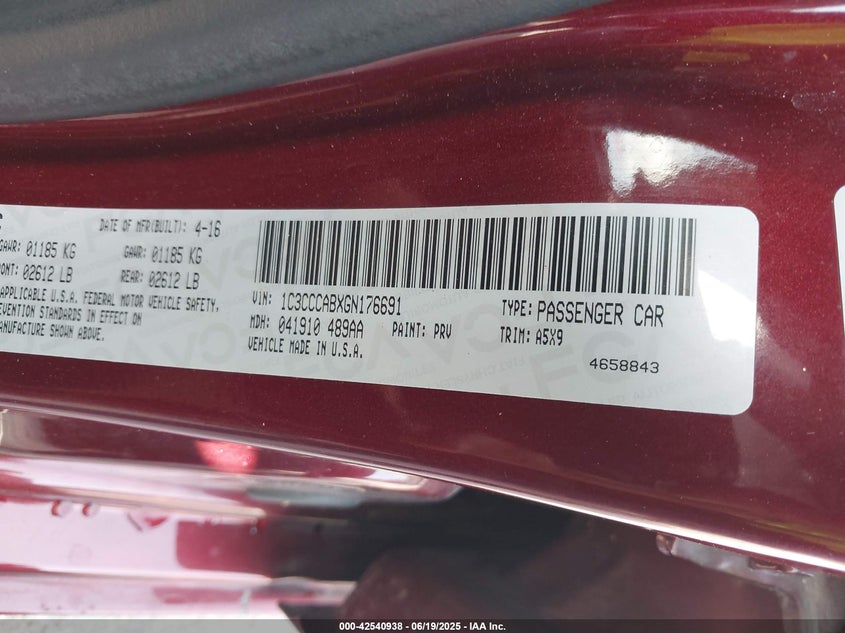 DATE OF MFR(BUILT): 4-16
GAWR: 01185 KG GAWR: 01185 KG
02612 LB REAR: 02612 LB
APPLICABLE U.S.A. FEDERAL MOTOR VEHICLE SAFETY,
STANDARDS IN EFFECT ON
MANUFACTURE SHOWN ABOVE.
VIN: 1C3CCCABXGN176691 TYPE: PASSENGER CAR
MDH: 041910 489AA PAINT: PRV TRIM: A5X9
VEHICLE MADE IN U.S.A.
4658843
000-42540938 - 06/19/2025 - IAA Inc.